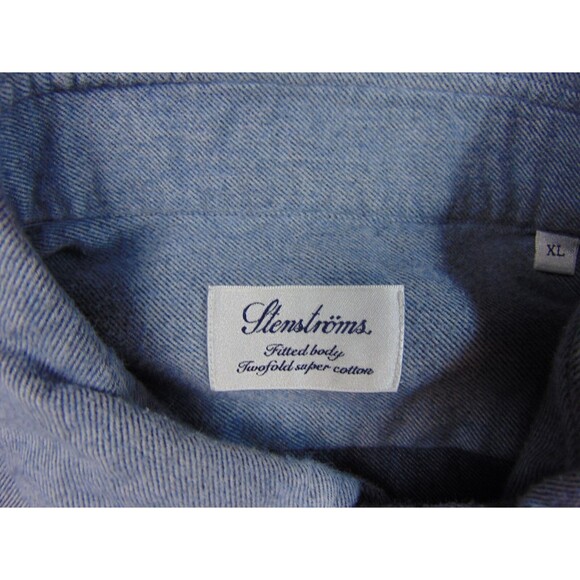 Stenströms
Fitted body
Twofold super cotton
XL